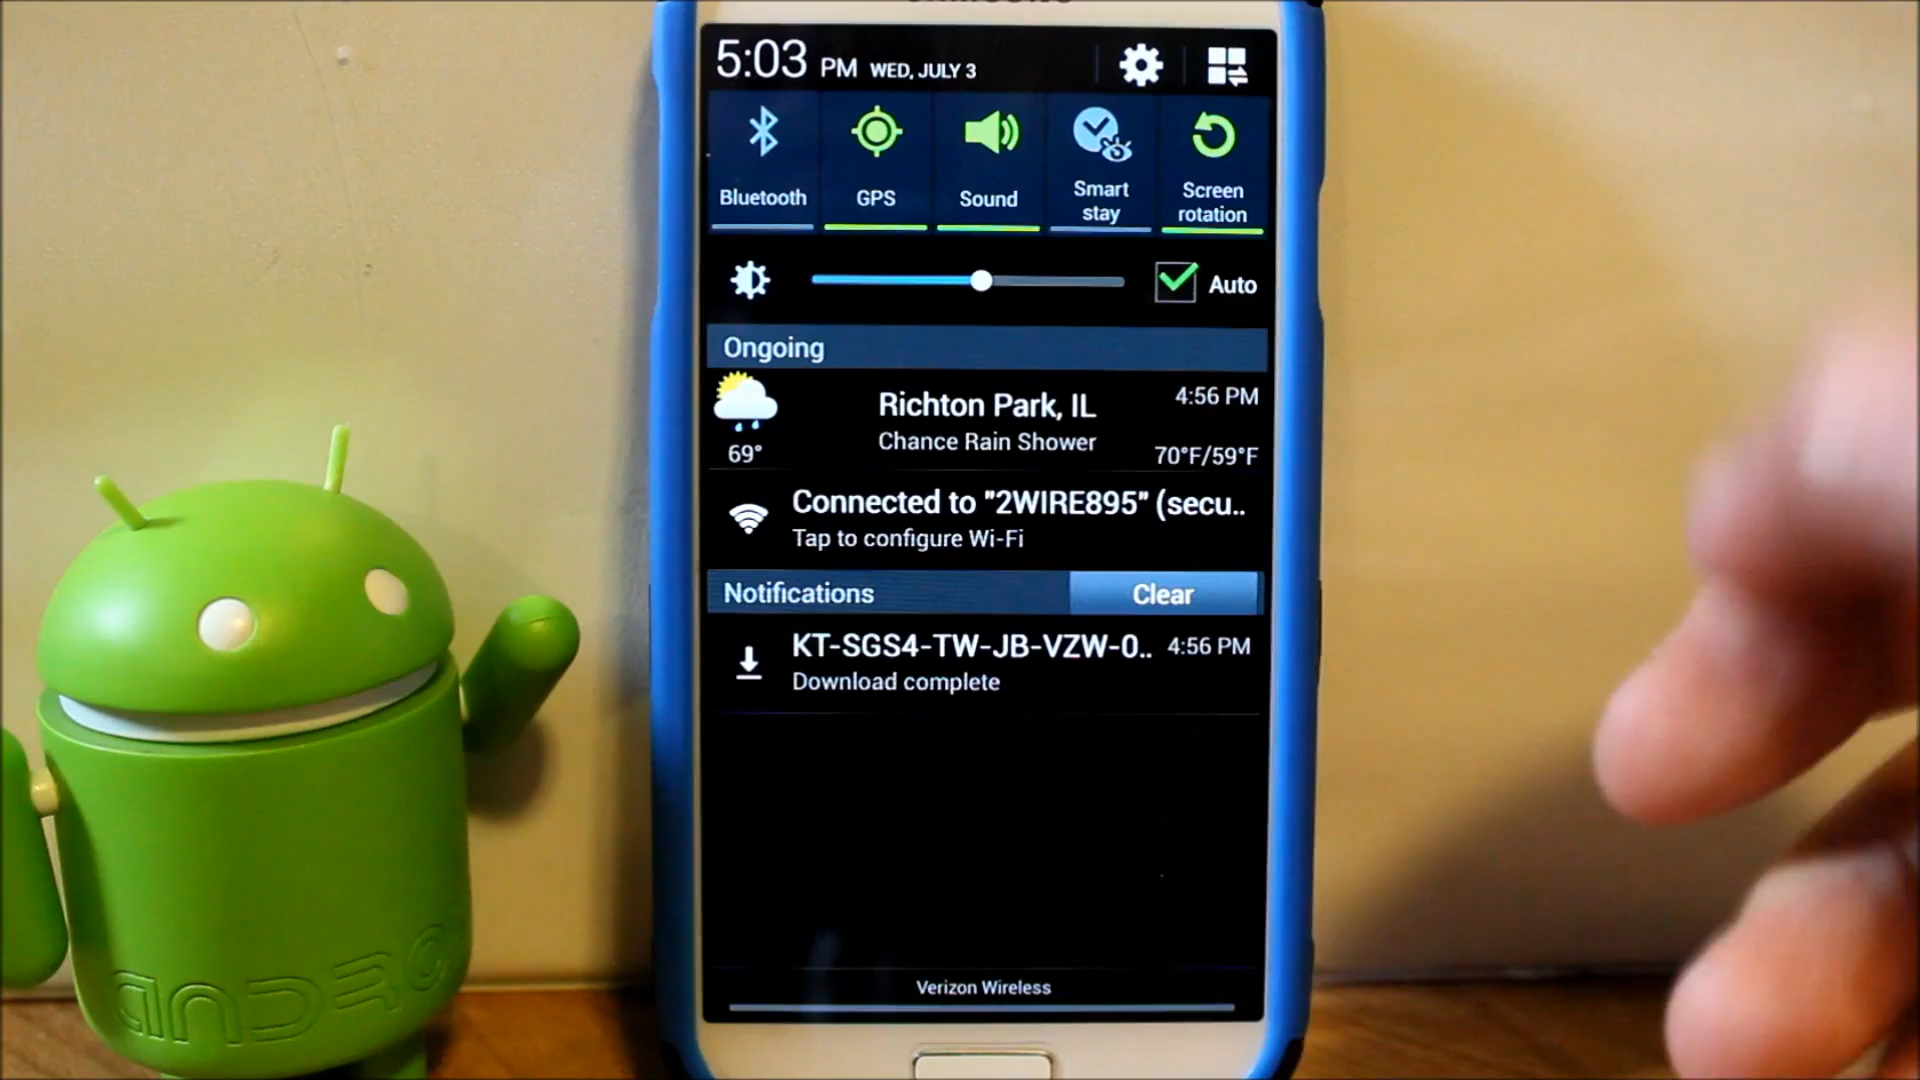 SAMSUNG
5:03 PM WED, JULY 3
Bluetooth
GPS
Sound
Smart stay
Screen rotation
Auto
Ongoing
Richton Park, IL
4:56 PM
Chance Rain Shower
69°
70°F/59°F
Connected to "2WIRE895" (secu..
Tap to configure Wi-Fi
Notifications
Clear
KT-SGS4-TW-JB-VZW-0..
4:56 PM
Download complete
Verizon Wireless
ANDRO